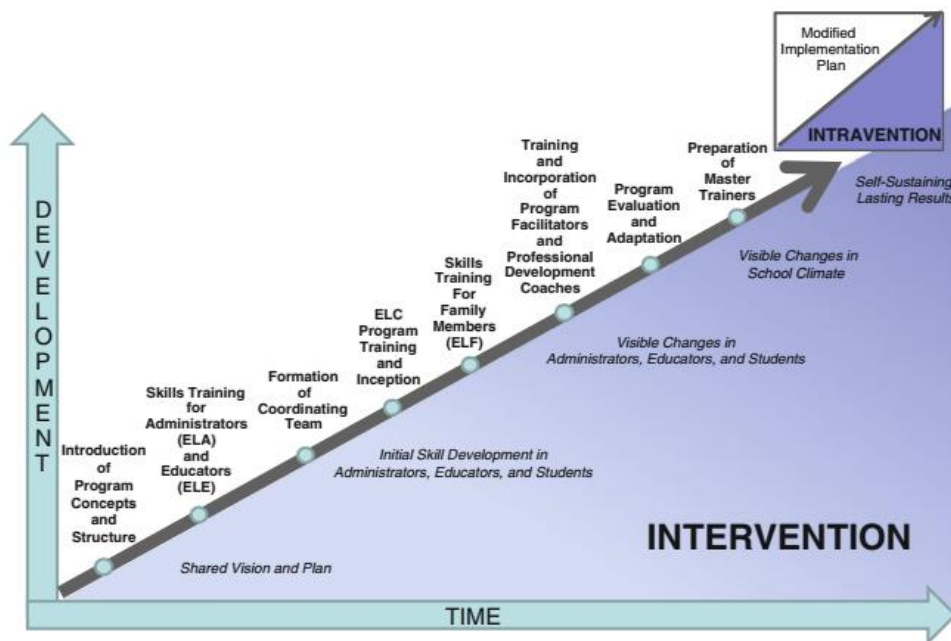 Modified
Implementation
Plan
INTRAVENTION
DEVELOPMENT
Introduction
of
Program
Concepts
and
Structure
Skills Training
for
Administrators
(ELA)
and
Educators
(ELE)
Formation
of
Coordinating
Team
ELC
Program
Training
and
Inception
Skills
Training
For
Family
Members
(ELF)
Training
and
Incorporation
of
Program
Facilitators
and
Professional
Development
Coaches
Program
Evaluation
and
Adaptation
Preparation
of
Master
Trainers
Self-Sustaining
Lasting Results
Visible Changes in
School Climate
Visible Changes in
Administrators, Educators, and Students
Initial Skill Development in
Administrators, Educators, and Students
Shared Vision and Plan
INTERVENTION
TIME